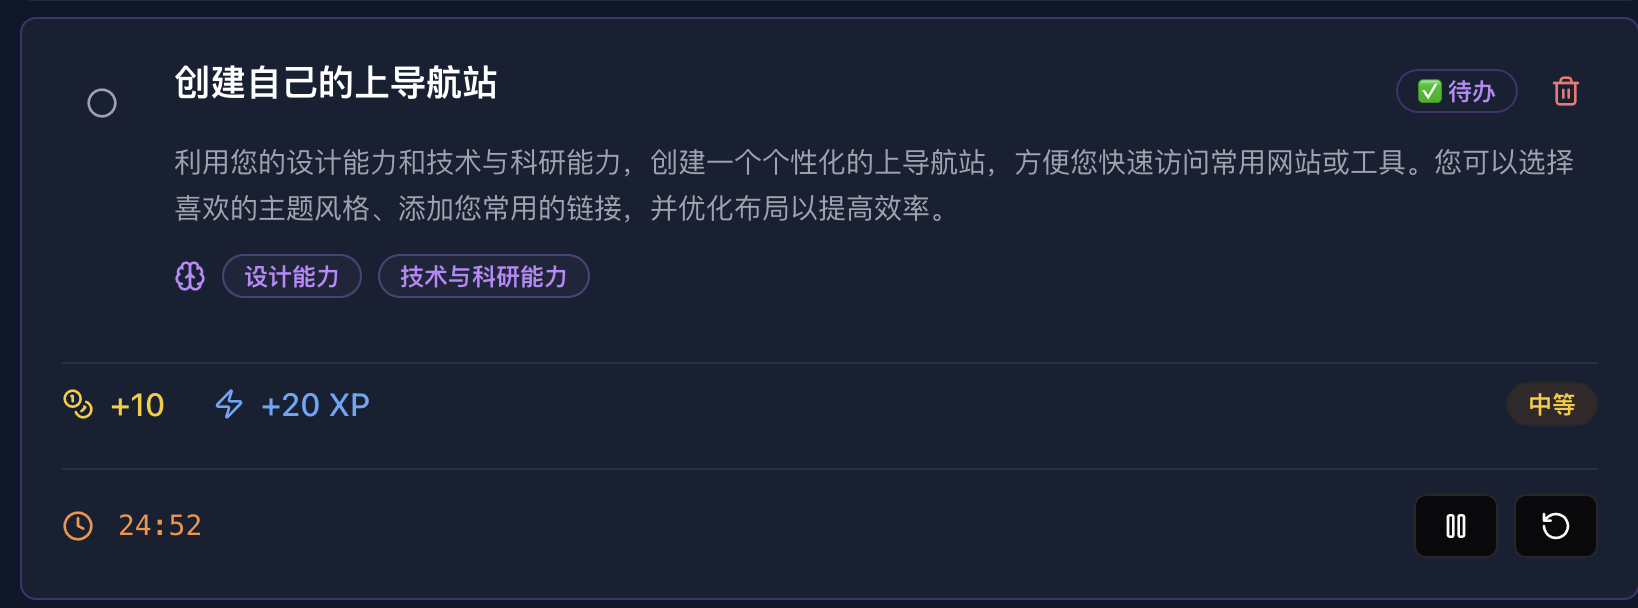 创建自己的上导航站
✅ 待办
利用您的设计能力和技术与科研能力，创建一个个性化的上导航站，方便您快速访问常用网站或工具。您可以选择
喜欢的主题风格、添加您常用的链接，并优化布局以提高效率。
设计能力 技术与科研能力
+10 +20 XP 中等
24:52